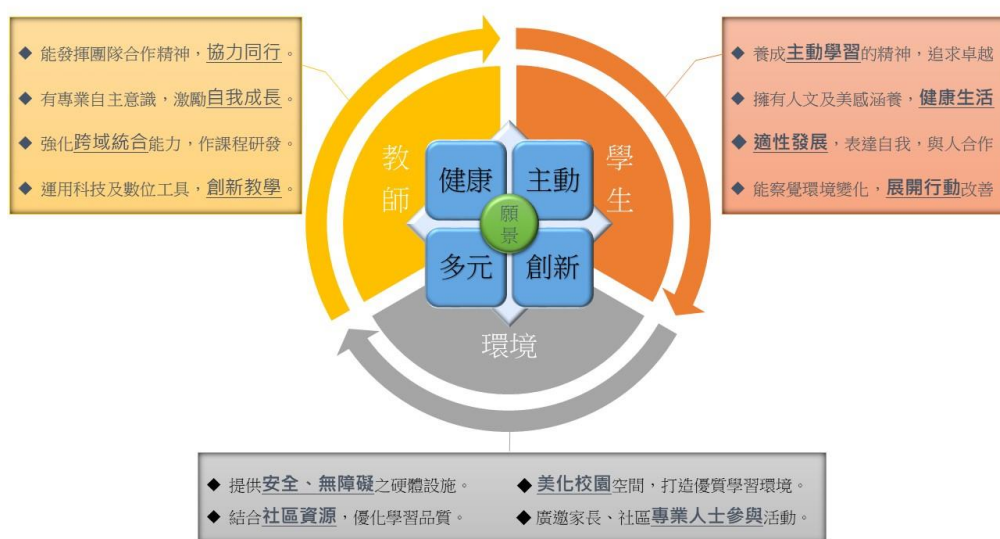 ◆ 能發揮團隊合作精神，協力同行。
◆ 有專業自主意識，激勵自我成長。
◆ 強化跨域統合能力，作課程研發。
◆ 運用科技及數位工具，創新教學。
教師
學生
健康
主動
願景
多元
創新
環境
◆ 養成主動學習的精神，追求卓越
◆ 擁有人文及美感涵養，健康生活
◆ 適性發展，表達自我，與人合作
◆ 能察覺環境變化，展開行動改善
◆ 提供安全、無障礙之硬體設施。
◆ 結合社區資源，優化學習品質。
◆ 美化校園空間，打造優質學習環境。
◆ 廣邀家長、社區專業人士參與活動。